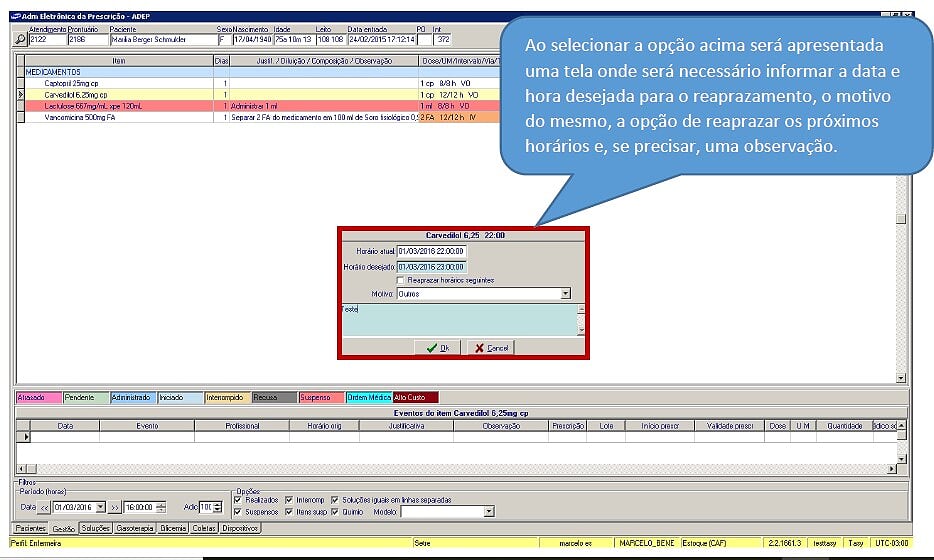 Adm Eletrônica da Prescrição - ADEP
Atendimento Prontuário Paciente Sexo Nascimento Idade Leito Data entrada PO Int
2122 2186 Marília Berger Schmulder F 17/04/1940 75a 10m 13 108 108 24/02/2015 17:12:14 372
Ao selecionar a opção acima será apresentada
uma tela onde será necessário informar a data e
hora desejada para o reaprazamento, o motivo
do mesmo, a opção de reaprazar os próximos
horários e, se precisar, uma observação.
Item Dias Justif. / Diluição / Composição / Observação Dose/UM/Intervalo/Via/T
MEDICAMENTOS
Captopil 25mg cp 1 1 cp 8/8 h VO
Carvedilol 6,25mg cp 1 1 cp 12/12 h VO
Lactulose 667mg/mL xpe 120mL 1 Administrar 1 ml 1 ml 8/8 h VO
Vancomicina 500mg FA 1 Separar 2 FA do medicamento em 100 ml de Soro fisiológico 0, 2 FA 12/12 h IV
Carvedilol 6,25 22:00
Horário atual 01/03/2016 22:00:00
Horário desejado 01/03/2016 23:00:00
Reaprazar horários seguintes
Motivo: Outros
Teste
Ok Cancel
Atrasado Pendente Administrado Iniciado Interrompido Recusa Suspenso Ordem Médica Alto Custo
Eventos do item Carvedilol 6,25mg cp
Data Evento Profissional Horário orig Justificativa Observação Prescrição Lote Início prescr Validade prescr Dose U M Quantidade
Filtros
Período (horas) Opções
Data << 01/03/2016 >> 16:00:00 Adic
Realizados Interromp Soluções iguais em linhas separadas
Suspensos Itens susp Quimio Modelo:
Pacientes Gestão Soluções Gasoterapia Glicemia Coletas Dispositivos
Perfil: Enfermeira Setre marcelo ex MARCELO_BENE Estoque (CAF) 2.2.1661.3 testtasy Tasy UTC-03:00